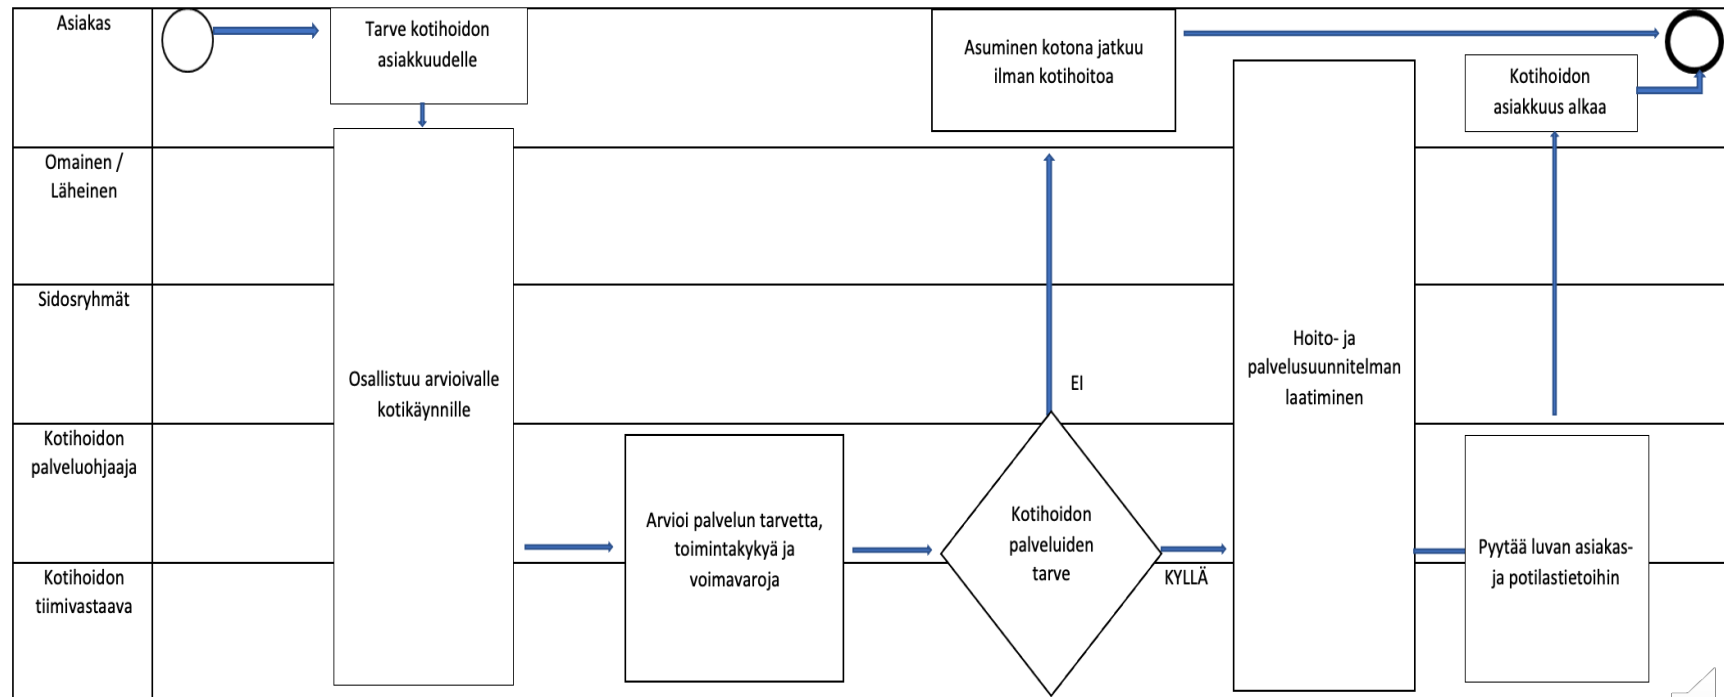 Asiakas
Tarve kotihoidon
asiakkuudelle
Asuminen kotona jatkuu
ilman kotihoitoa
Kotihoidon
asiakkuus alkaa
Omainen /
Läheinen
Sidosryhmät
Osallistuu arvioivalle
kotikäynnille
EI
Hoito- ja
palvelusuunnitelman
laatiminen
Kotihoidon
palveluohjaaja
Arvioi palvelun tarvetta,
toimintakykyä ja
voimavaroja
Kotihoidon
palveluiden
tarve
KYLLÄ
Pyytää luvan asiakas-
ja potilastietoihin
Kotihoidon
tiimivastaava